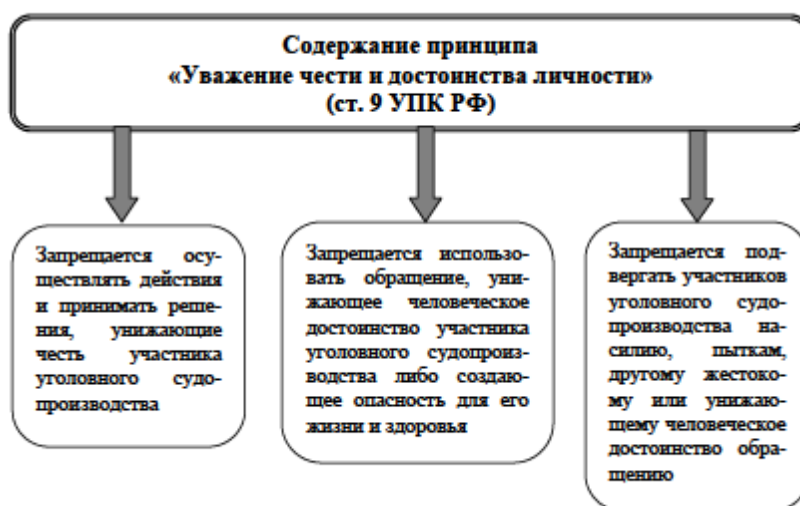 Содержание принципа
«Уважение чести и достоинства личности»
(ст. 9 УПК РФ)
Запрещается осу-
ществлять действия
и принимать реше-
ния, унижающие
честь участника
уголовного судо-
производства
Запрещается использо-
вать обращение, уни-
жающее человеческое
достоинство участника
уголовного судопроиз-
водства либо создаю-
щее опасность для его
жизни и здоровья
Запрещается под-
вергать участников
уголовного судо-
производства на-
силию, пыткам,
другому жестоко-
му или унижаю-
щему человеческое
достоинство обра-
щению